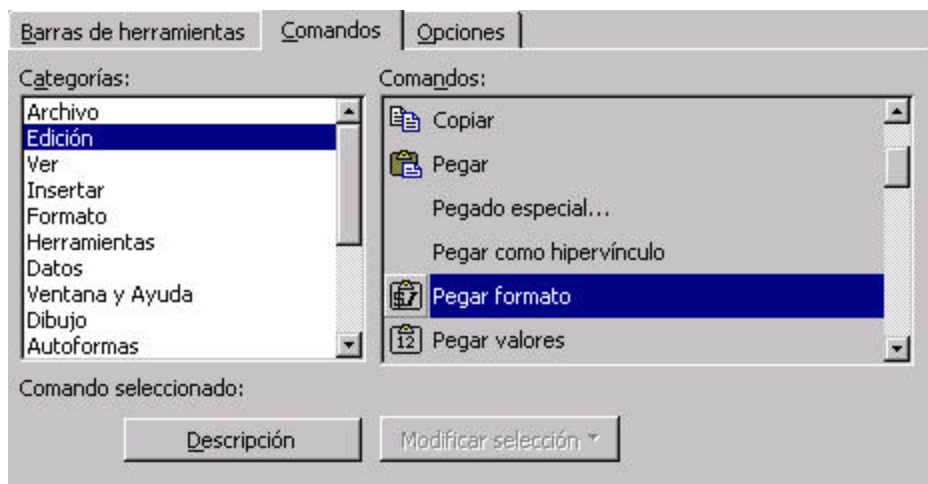 Barras de herramientas Comandos Opciones
Categorías:
Archivo
Edición
Ver
Insertar
Formato
Herramientas
Datos
Ventana y Ayuda
Dibujo
Autoformas
Comandos:
Copiar
Pegar
Pegado especial...
Pegar como hipervínculo
Pegar formato
12 Pegar valores
Comando seleccionado:
Descripción Modificar selección